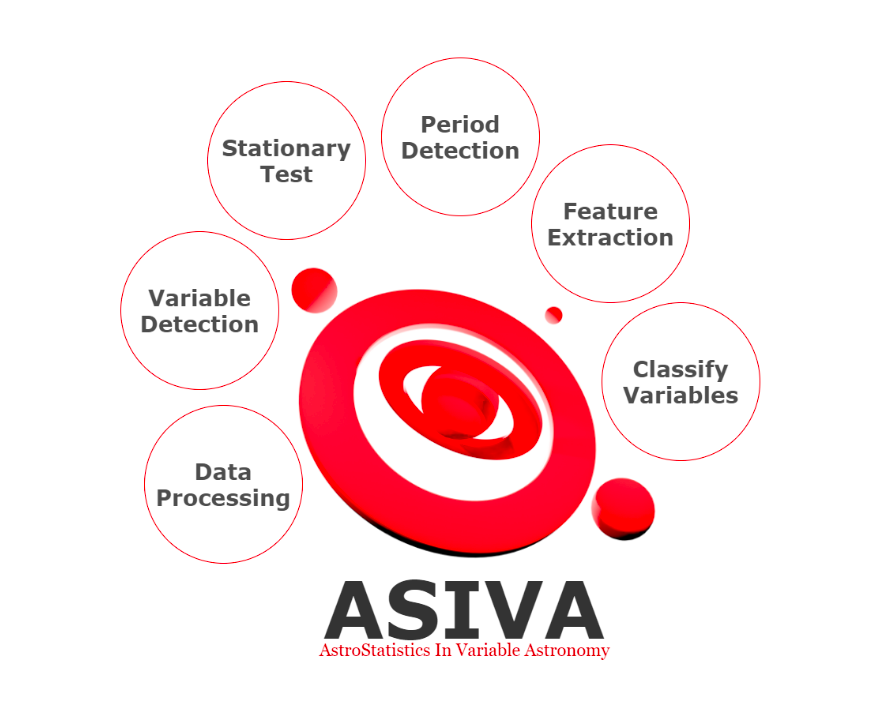 Period
Detection
Stationary
Test
Feature
Extraction
Variable
Detection
Classify
Variables
Data
Processing
ASIVA
AstroStatistics In Variable Astronomy